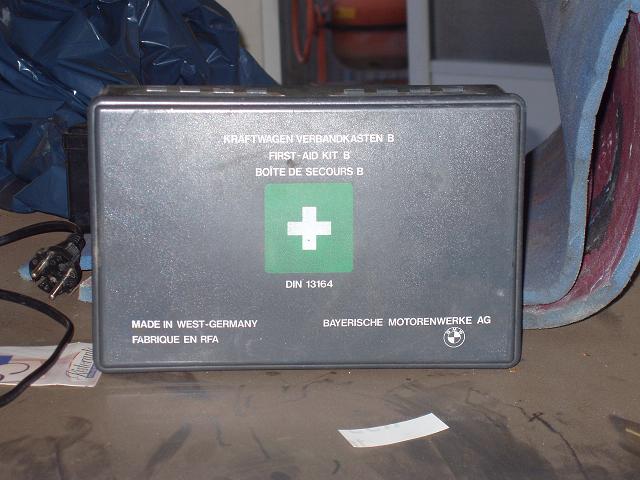 KRAFTWAGEN VERBANDKASTEN B
FIRST-AID KIT B
BOÎTE DE SECOURS B
DIN 13164
MADE IN WEST-GERMANY
FABRIQUE EN RFA
BAYERISCHE MOTORENWERKE AG